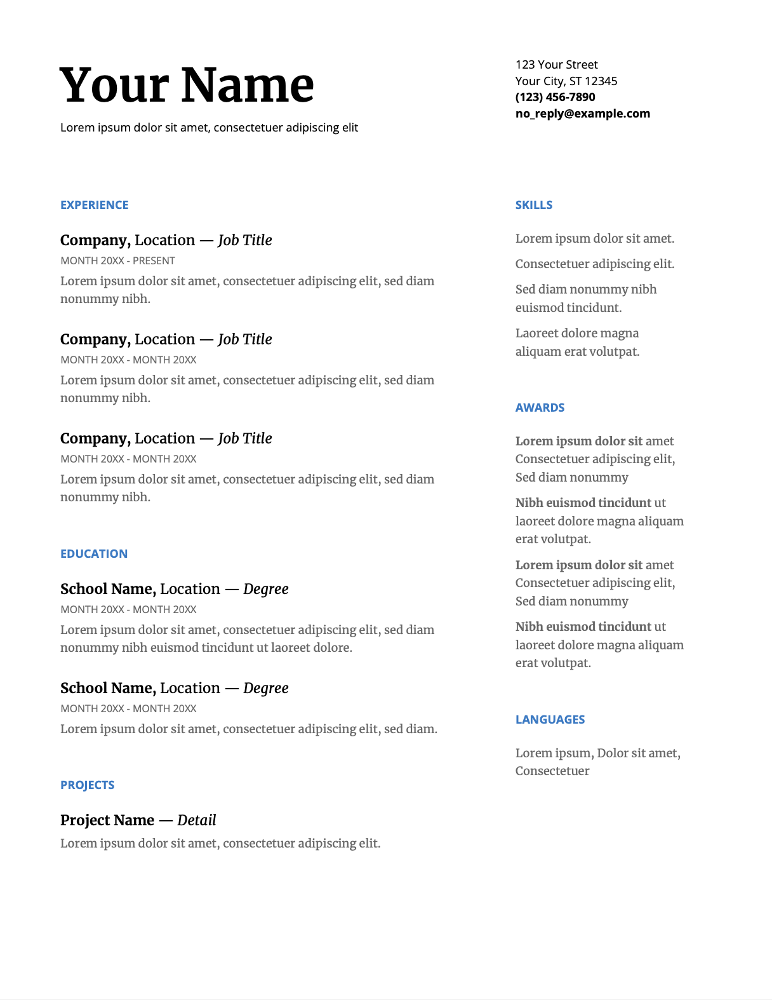 Your Name
Lorem ipsum dolor sit amet, consectetuer adipiscing elit
123 Your Street
Your City, ST 12345
(123) 456-7890
no_reply@example.com
EXPERIENCE
Company, Location — Job Title
MONTH 20XX - PRESENT
Lorem ipsum dolor sit amet, consectetuer adipiscing elit, sed diam
nonummy nibh.
Company, Location — Job Title
MONTH 20XX - MONTH 20XX
Lorem ipsum dolor sit amet, consectetuer adipiscing elit, sed diam
nonummy nibh.
Company, Location — Job Title
MONTH 20XX - MONTH 20XX
Lorem ipsum dolor sit amet, consectetuer adipiscing elit, sed diam
nonummy nibh.
EDUCATION
School Name, Location — Degree
MONTH 20XX - MONTH 20XX
Lorem ipsum dolor sit amet, consectetuer adipiscing elit, sed diam
nonummy nibh euismod tincidunt ut laoreet dolore.
School Name, Location — Degree
MONTH 20XX - MONTH 20XX
Lorem ipsum dolor sit amet, consectetuer adipiscing elit, sed diam.
PROJECTS
Project Name — Detail
Lorem ipsum dolor sit amet, consectetuer adipiscing elit.
SKILLS
Lorem ipsum dolor sit amet.
Consectetuer adipiscing elit.
Sed diam nonummy nibh
euismod tincidunt.
Laoreet dolore magna
aliquam erat volutpat.
AWARDS
Lorem ipsum dolor sit amet
Consectetuer adipiscing elit,
Sed diam nonummy
Nibh euismod tincidunt ut
laoreet dolore magna aliquam
erat volutpat.
Lorem ipsum dolor sit amet
Consectetuer adipiscing elit,
Sed diam nonummy
Nibh euismod tincidunt ut
laoreet dolore magna aliquam
erat volutpat.
LANGUAGES
Lorem ipsum, Dolor sit amet,
Consectetuer